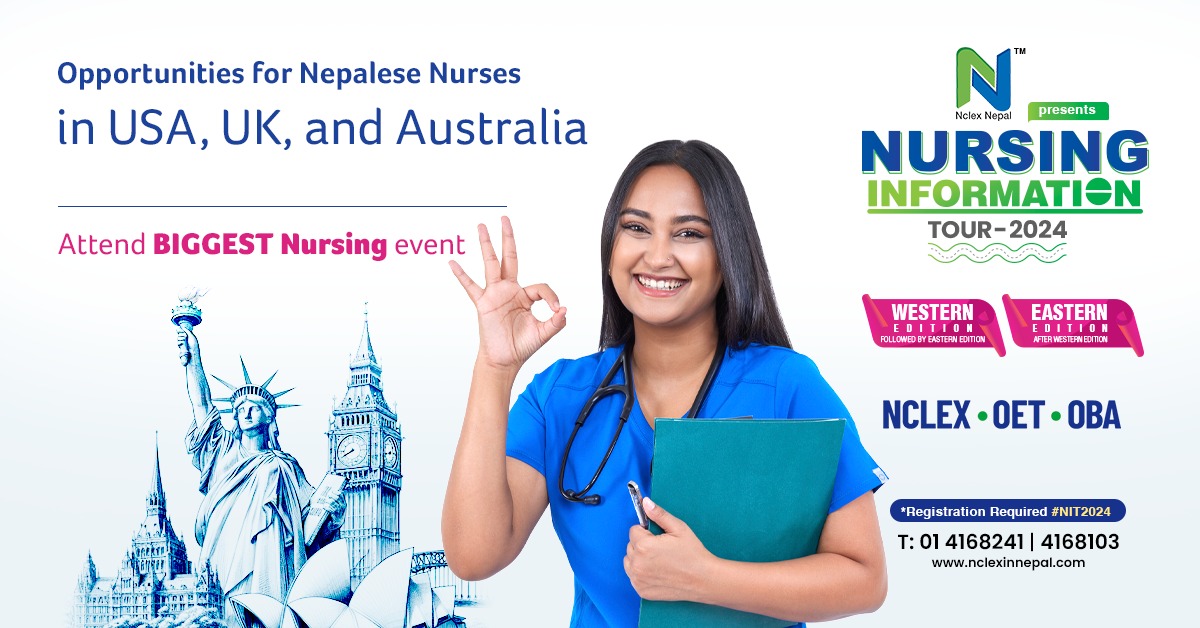 Opportunities for Nepalese Nurses
in USA, UK, and Australia
Attend BIGGEST Nursing event
N™
Nclex Nepal
presents
NURSING
INFORMATION
TOUR-2024
WESTERN
EDITION
FOLLOWED BY EASTERN EDITION
EASTERN
EDITION
AFTER WESTERN EDITION
NCLEX • OET • OBA
*Registration Required #NIT2024
T: 01 4168241 | 4168103
www.nclexinnepal.com